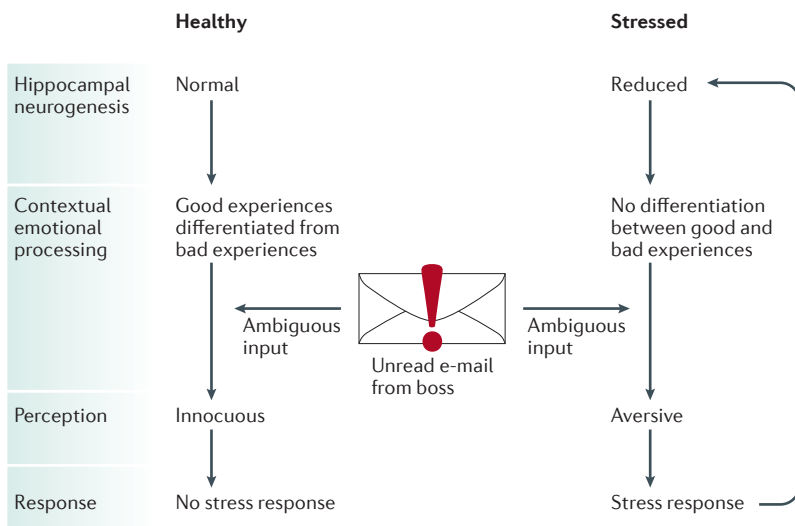 Healthy
Stressed
Hippocampal
neurogenesis
Normal
Reduced
Contextual
emotional
processing
Good experiences
differentiated from
bad experiences
No differentiation
between good and
bad experiences
Ambiguous
input
Unread e-mail
from boss
Ambiguous
input
Perception
Innocuous
Aversive
Response
No stress response
Stress response